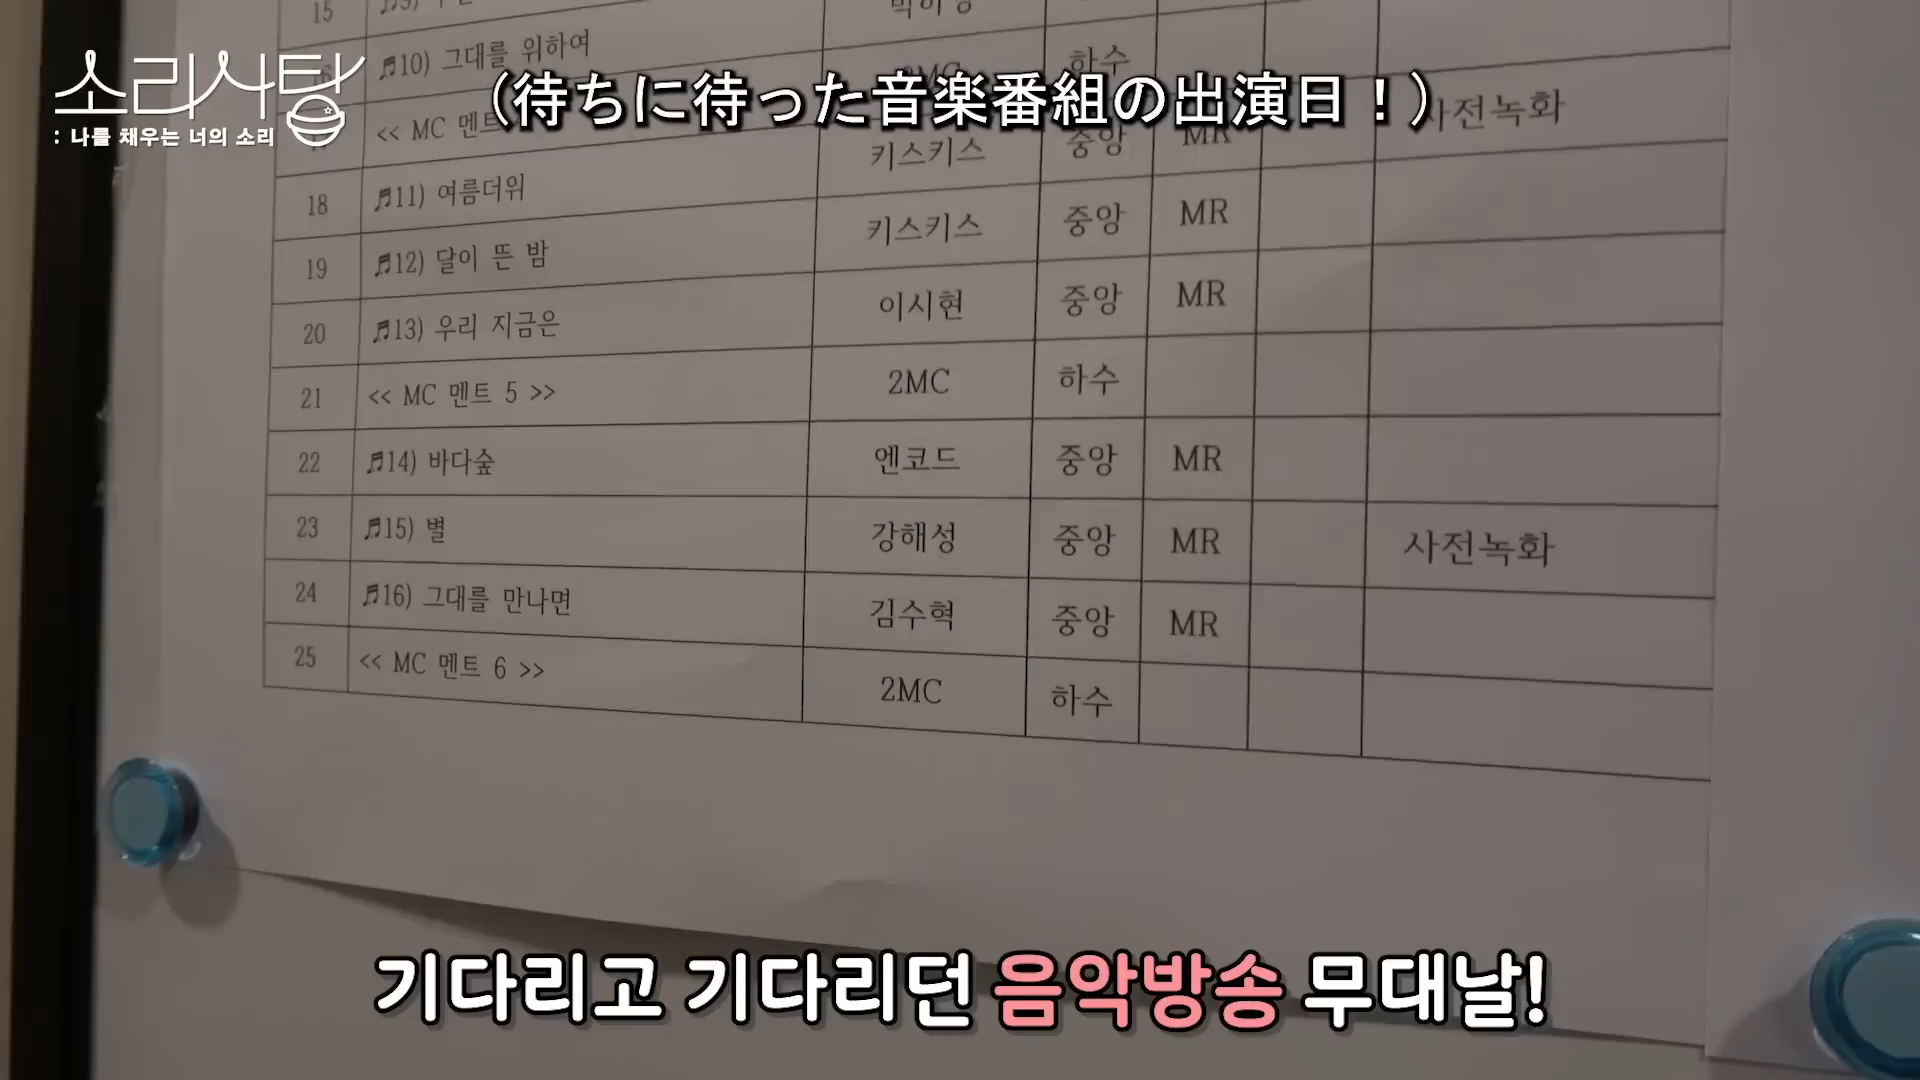 소리사탕
: 나를 채우는 너의 소리
(待ちに待った音楽番組の出演日！)
15
16 ♬10) 그대를 위하여 2MC 하수
<< MC 멘트 키스키스 중앙 MR 사전녹화
18 ♬11) 여름더위 키스키스 중앙 MR
19 ♬12) 달이 뜬 밤 이시현 중앙 MR
20 ♬13) 우리 지금은 2MC 하수
21 << MC 멘트 5 >> 엔코드 중앙 MR
22 ♬14) 바다숲 강해성 중앙 MR 사전녹화
23 ♬15) 별 김수혁 중앙 MR
24 ♬16) 그대를 만나면 2MC 하수
25 << MC 멘트 6 >>
기다리고 기다리던 음악방송 무대날!